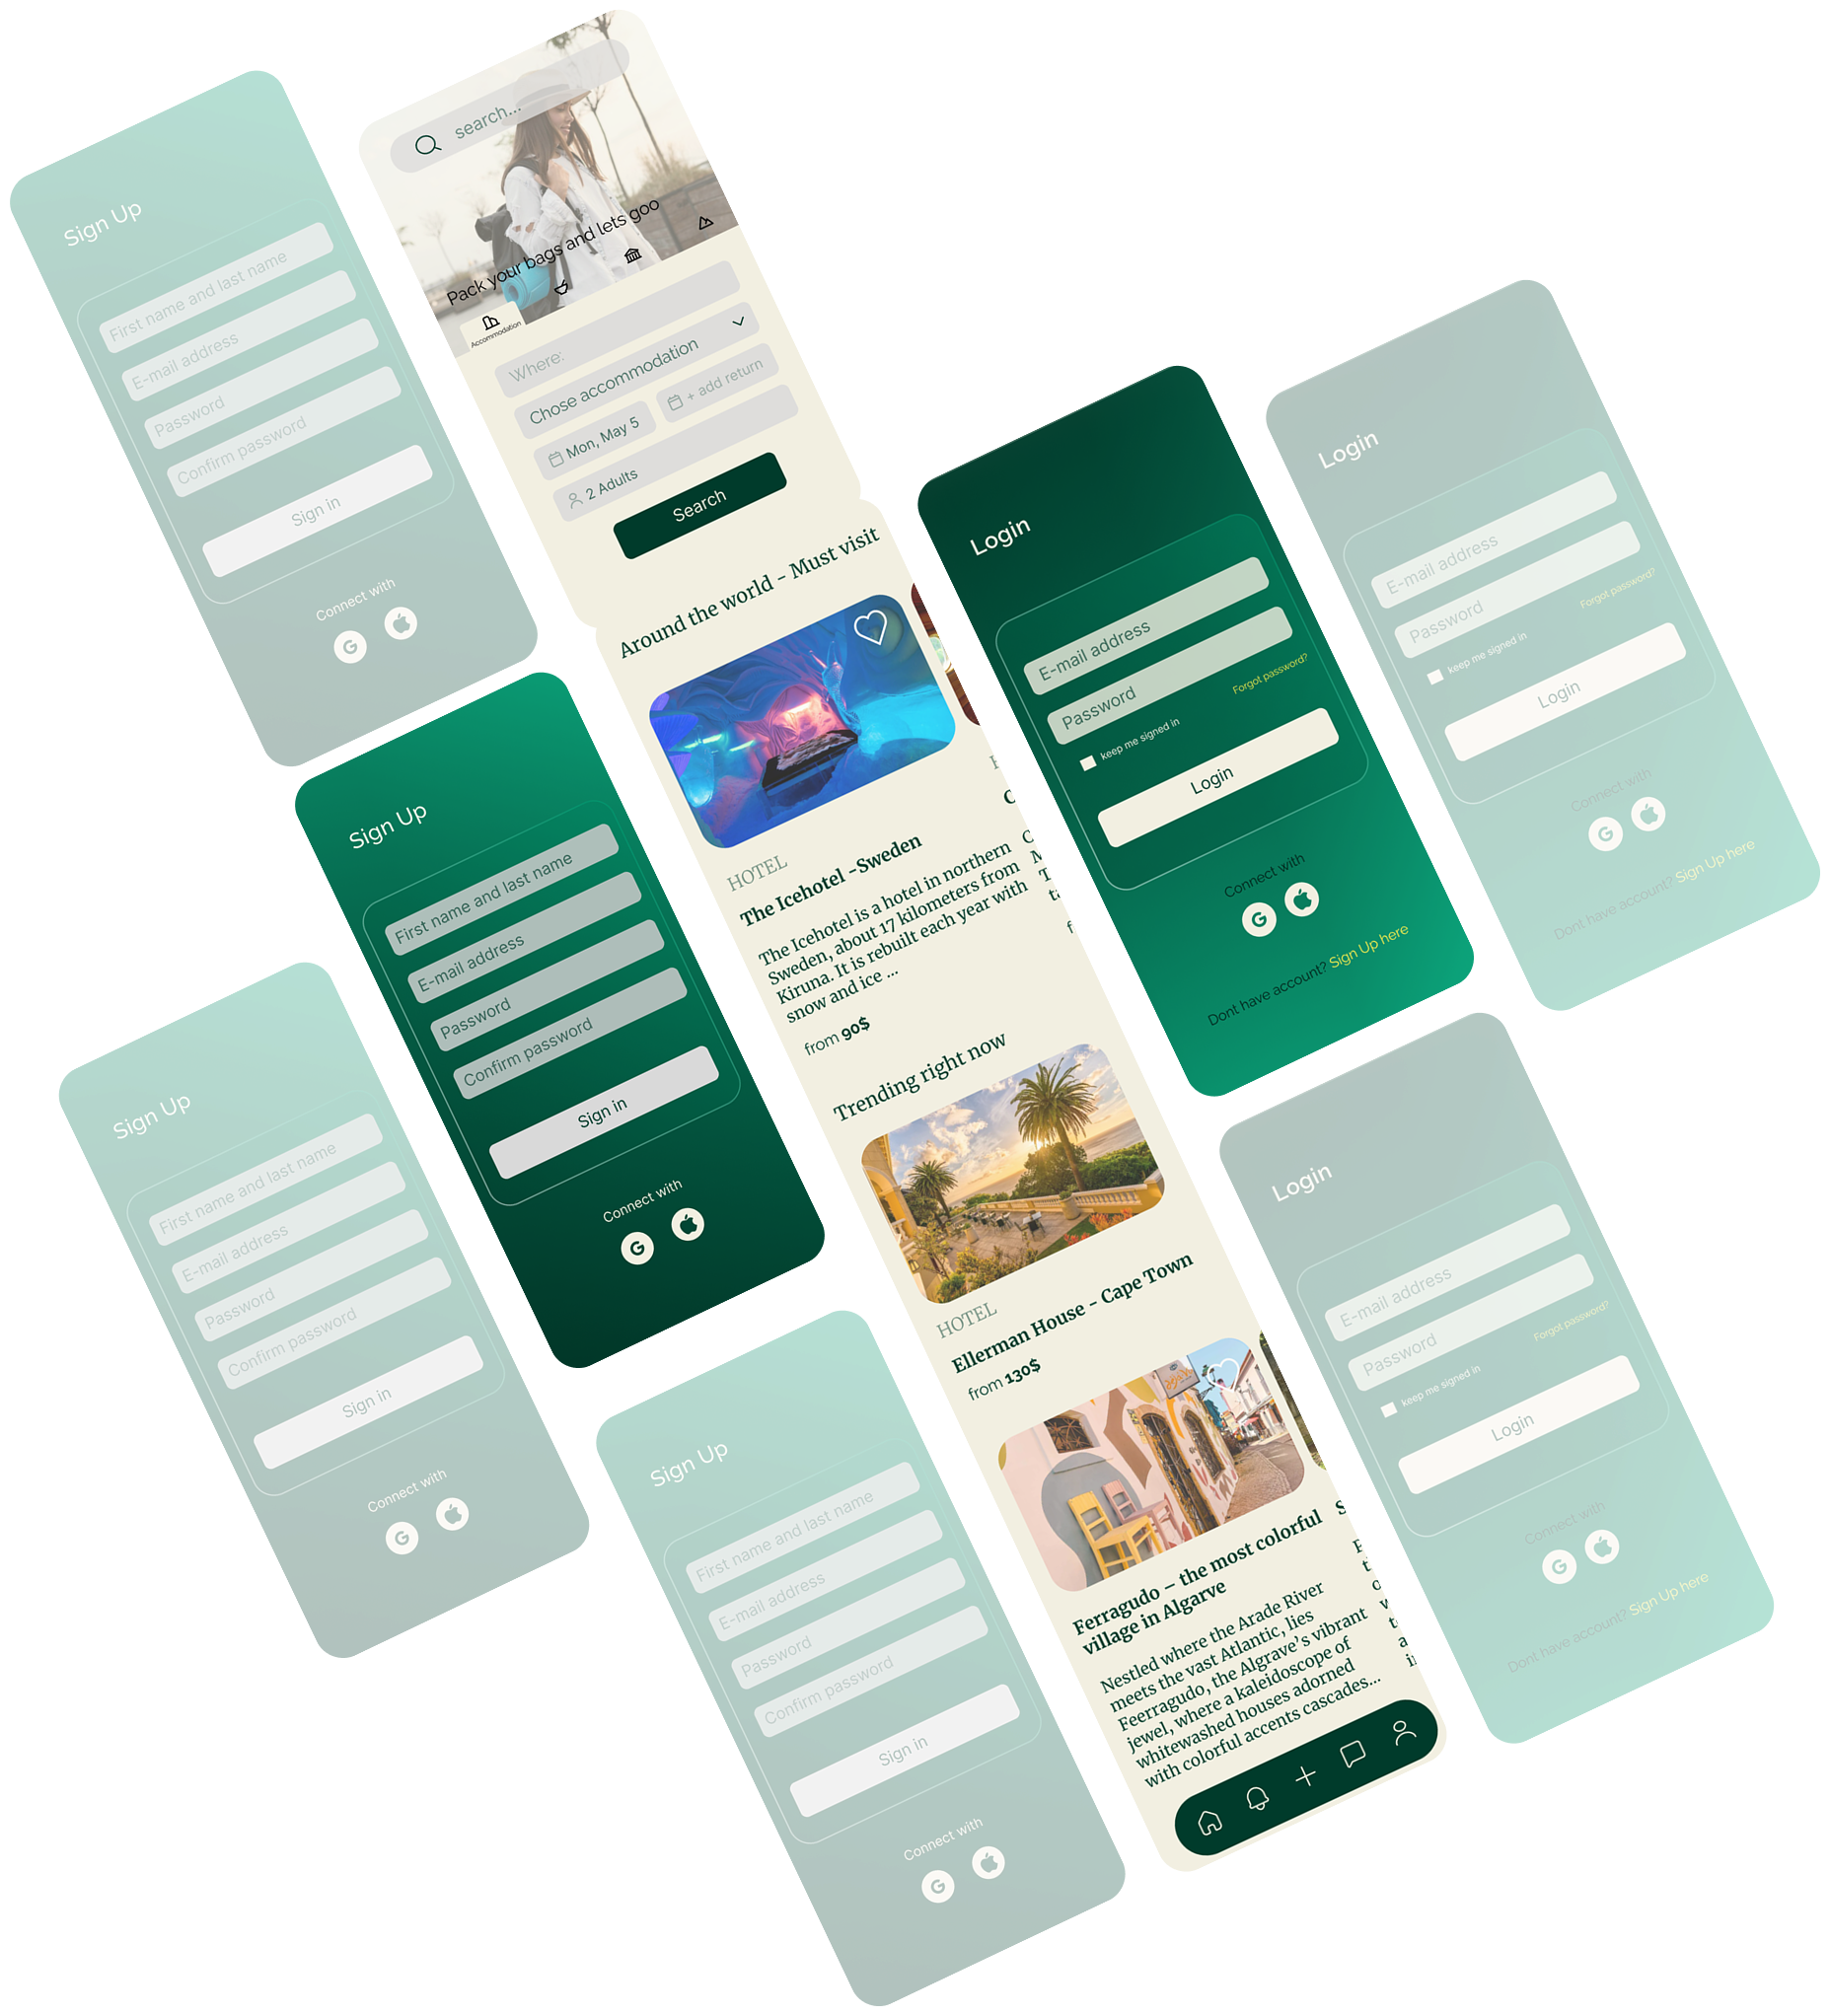 Sign Up
First name and last name
E-mail address
Password
Confirm password
Sign in
Connect with
G
search...
Pack your bags and lets goo
Accommodation
Where:
Chose accommodation
Mon, May 5
+ add return
2 Adults
Search
Around the world - Must visit
HOTEL
The Icehotel -Sweden
The Icehotel is a hotel in northern
Sweden, about 17 kilometers from
Kiruna. It is rebuilt each year with
snow and ice ...
from 90$
Trending right now
HOTEL
Ellerman House - Cape Town
from 130$
Ferragudo – the most colorful
village in Algarve
Nestled where the Arade River
meets the vast Atlantic, lies
Feerragudo, the Algrave's vibrant
jewel, where a kaleidoscope of
whitewashed houses adorned
with colorful accents cascades...
Login
E-mail address
Password
Forgot password?
keep me signed in
Login
Connect with
G
Dont have account? Sign Up here
Login
E-mail address
Password
Forgot password?
keep me signed in
Login
Connect with
G
Dont have account? Sign Up here
Sign Up
First name and last name
E-mail address
Password
Confirm password
Sign in
Connect with
G
Sign Up
First name and last name
E-mail address
Password
Confirm password
Sign in
Connect with
G
Sign Up
First name and last name
E-mail address
Password
Confirm password
Sign in
Connect with
G
Login
E-mail address
Password
Forgot password?
keep me signed in
Login
Connect with
G
Dont have account? Sign Up here